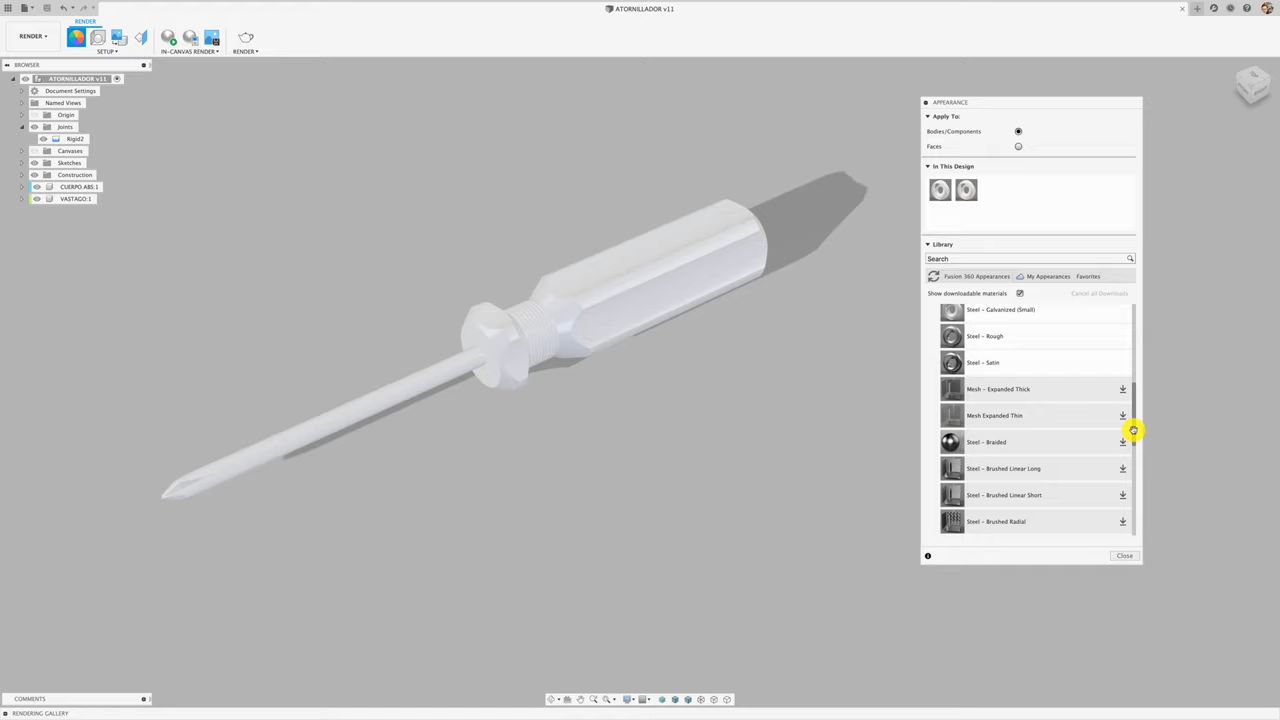 ATORNILLADOR v11
RENDER
RENDER
SETUP
IN-CANVAS RENDER
RENDER
BROWSER
ATORNILLADOR v11
Document Settings
Named Views
Origin
Joints
Rigid2
Canvases
Sketches
Construction
CUERPO ABS:1
VASTAGO:1
APPEARANCE
Apply To:
Bodies/Components
Faces
In This Design
Library
Search
Fusion 360 Appearances My Appearances Favorites
Show downloadable materials Cancel all Downloads
Steel - Galvanized (Small)
Steel - Rough
Steel - Satin
Mesh - Expanded Thick
Mesh Expanded Thin
Steel - Braided
Steel - Brushed Linear Long
Steel - Brushed Linear Short
Steel - Brushed Radial
Close
COMMENTS
RENDERING GALLERY